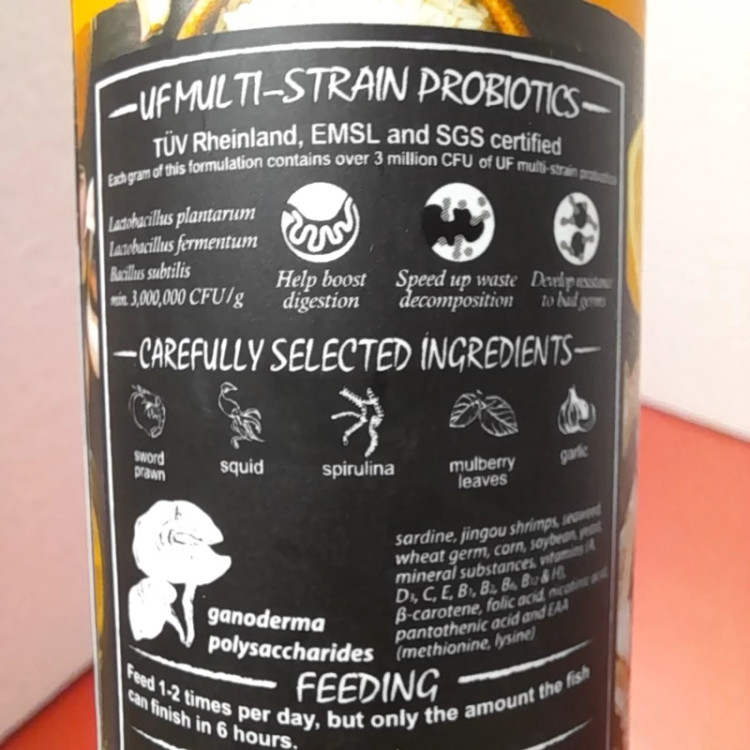 UF MULTI-STRAIN PROBIOTICS
TÜV Rheinland, EMSL and SGS certified
Each gram of this formulation contains over 3 million CFU of UF multi-strain probiotics
Lactobacillus plantarum
Lactobacillus fermentum
Bacillus subtilis
min. 3,000,000 CFU/g
Help boost
digestion
Speed up waste
decomposition
Develop resistance
to bad germs
CAREFULLY SELECTED INGREDIENTS
sword
prawn
squid
spirulina
mulberry
leaves
garlic
ganoderma
polysaccharides
sardine, jingou shrimps, seaweed,
wheat germ, corn, soybean, yeast,
mineral substances, vitamins (A,
D₃, C, E, B₁, B₂, B₆, B₁₂ & H),
β-carotene, folic acid, nicotinic acid,
pantothenic acid and EAA
(methionine, lysine)
FEEDING
Feed 1-2 times per day, but only the amount the fish
can finish in 6 hours.